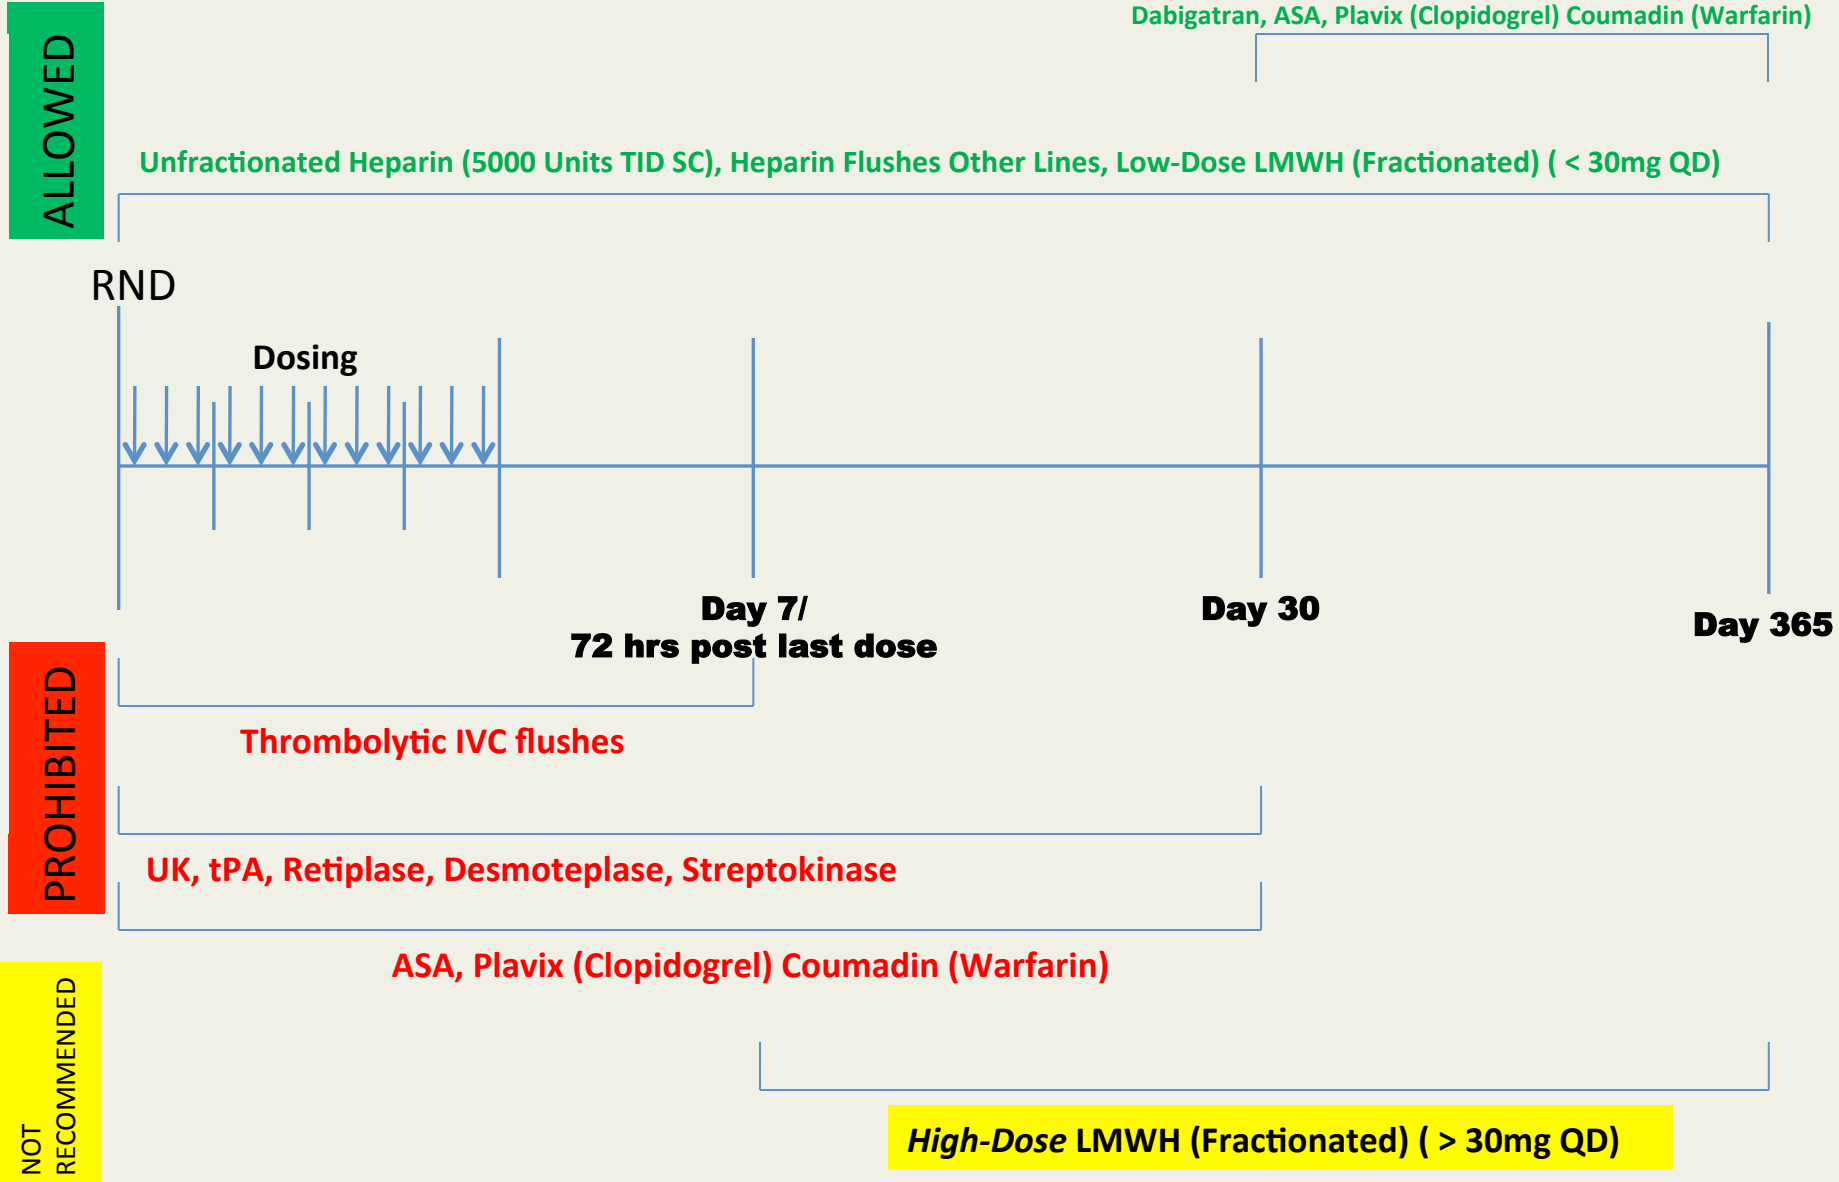 Dabigatran, ASA, Plavix (Clopidogrel) Coumadin (Warfarin)
ALLOWED
Unfractionated Heparin (5000 Units TID SC), Heparin Flushes Other Lines, Low-Dose LMWH (Fractionated) ( < 30mg QD)
RND
Dosing
Day 7/
72 hrs post last dose
Day 30
Day 365
PROHIBITED
Thrombolytic IVC flushes
UK, tPA, Retiplase, Desmoteplase, Streptokinase
ASA, Plavix (Clopidogrel) Coumadin (Warfarin)
NOT
RECOMMENDED
High-Dose LMWH (Fractionated) ( > 30mg QD)